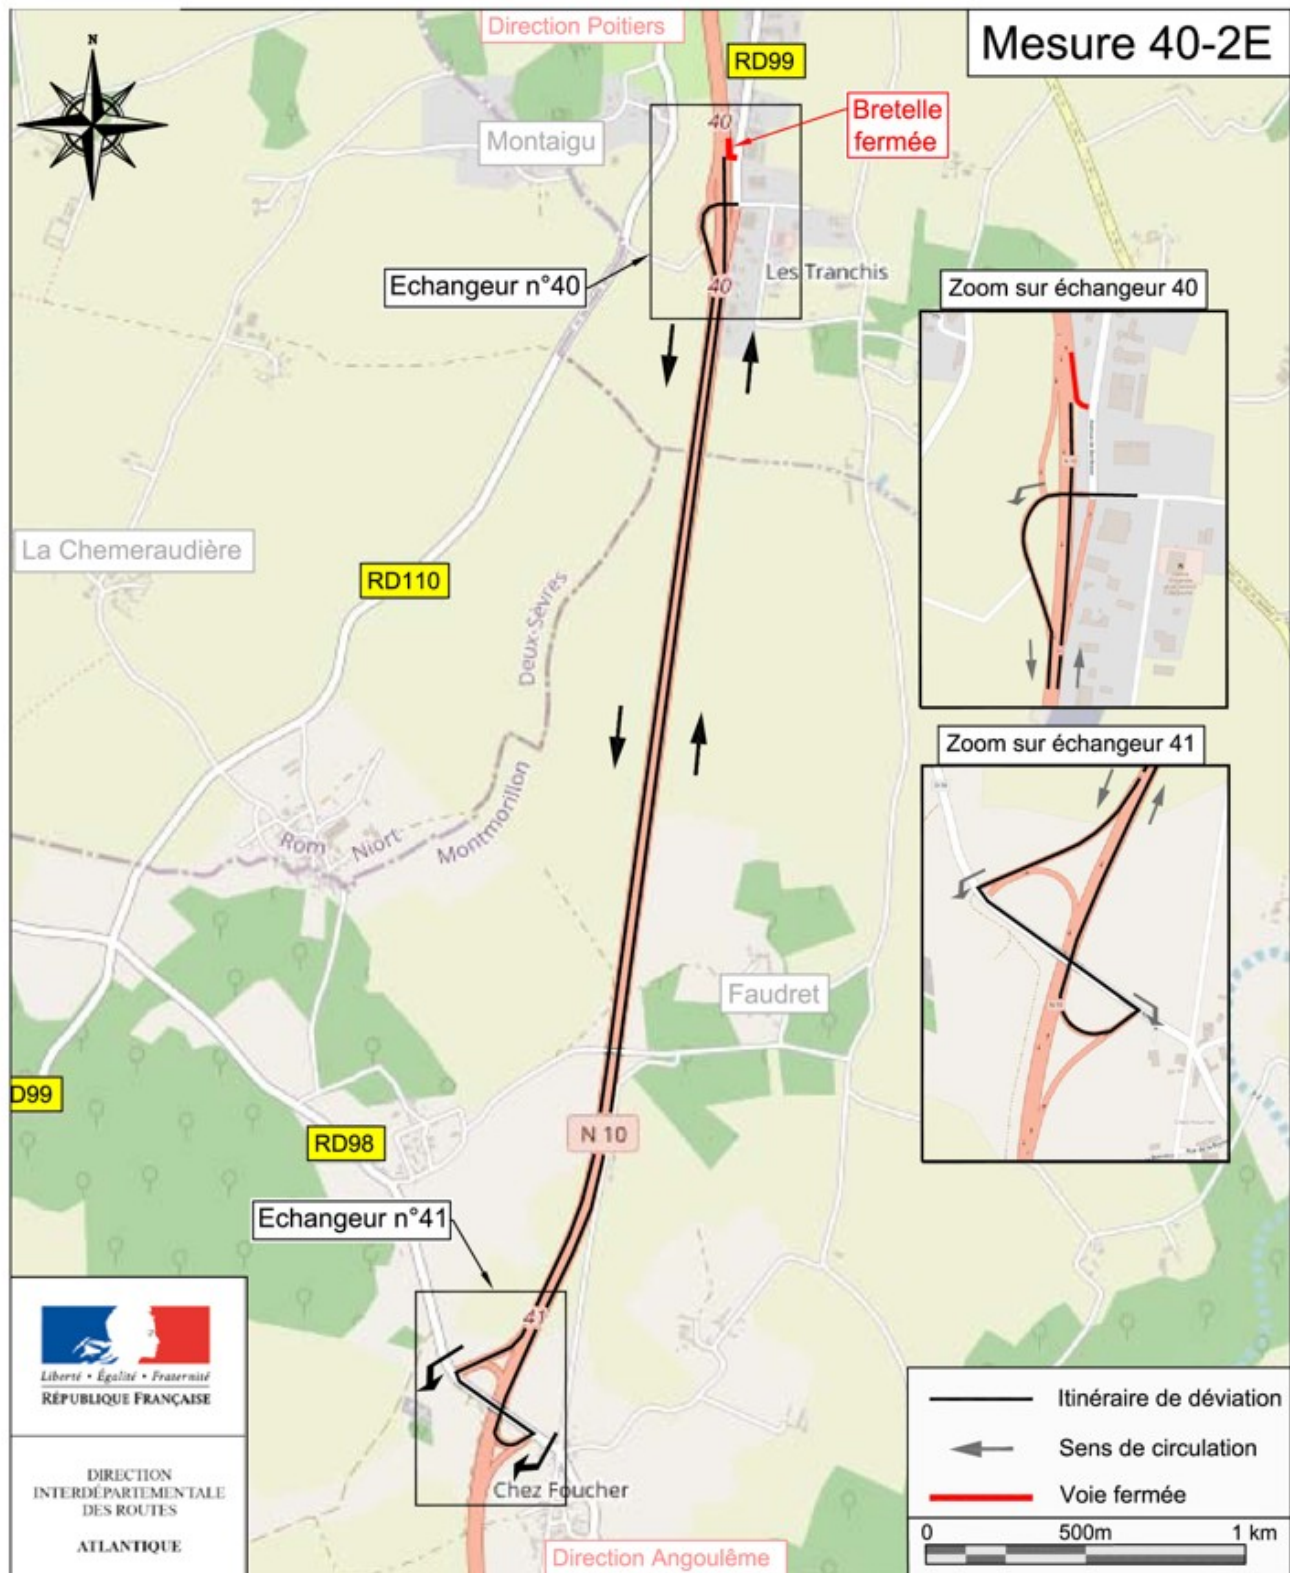 N
Direction Poitiers
RD99
Mesure 40-2E
40
Bretelle
fermée
Montaigu
Echangeur n°40
Les Tranchis
40
Zoom sur échangeur 40
La Chemeraudière
RD110
Deux-Sèvres
Montmorillon
Rom
Niort
Zoom sur échangeur 41
Faudret
D99
RD98
N 10
Echangeur n°41
41
Chez Foucher
Direction Angoulême
Liberté • Égalité • Fraternité
RÉPUBLIQUE FRANÇAISE
DIRECTION
INTERDÉPARTEMENTALE
DES ROUTES
ATLANTIQUE
Itinéraire de déviation
Sens de circulation
Voie fermée
0 500m 1 km